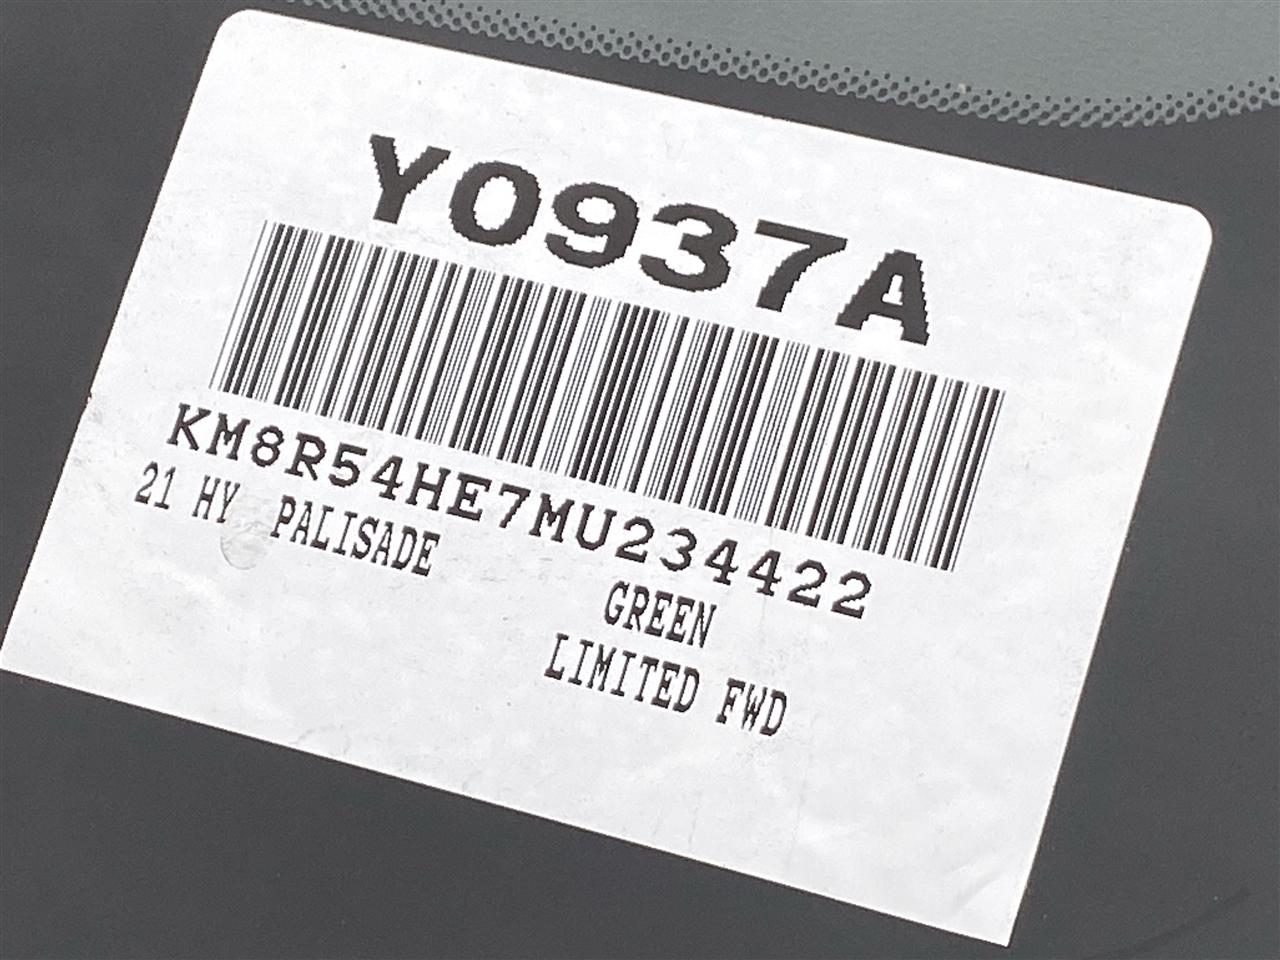 Y0937A
KM8R54HE7MU234422
21 HY PALISADE
GREEN
LIMITED FWD